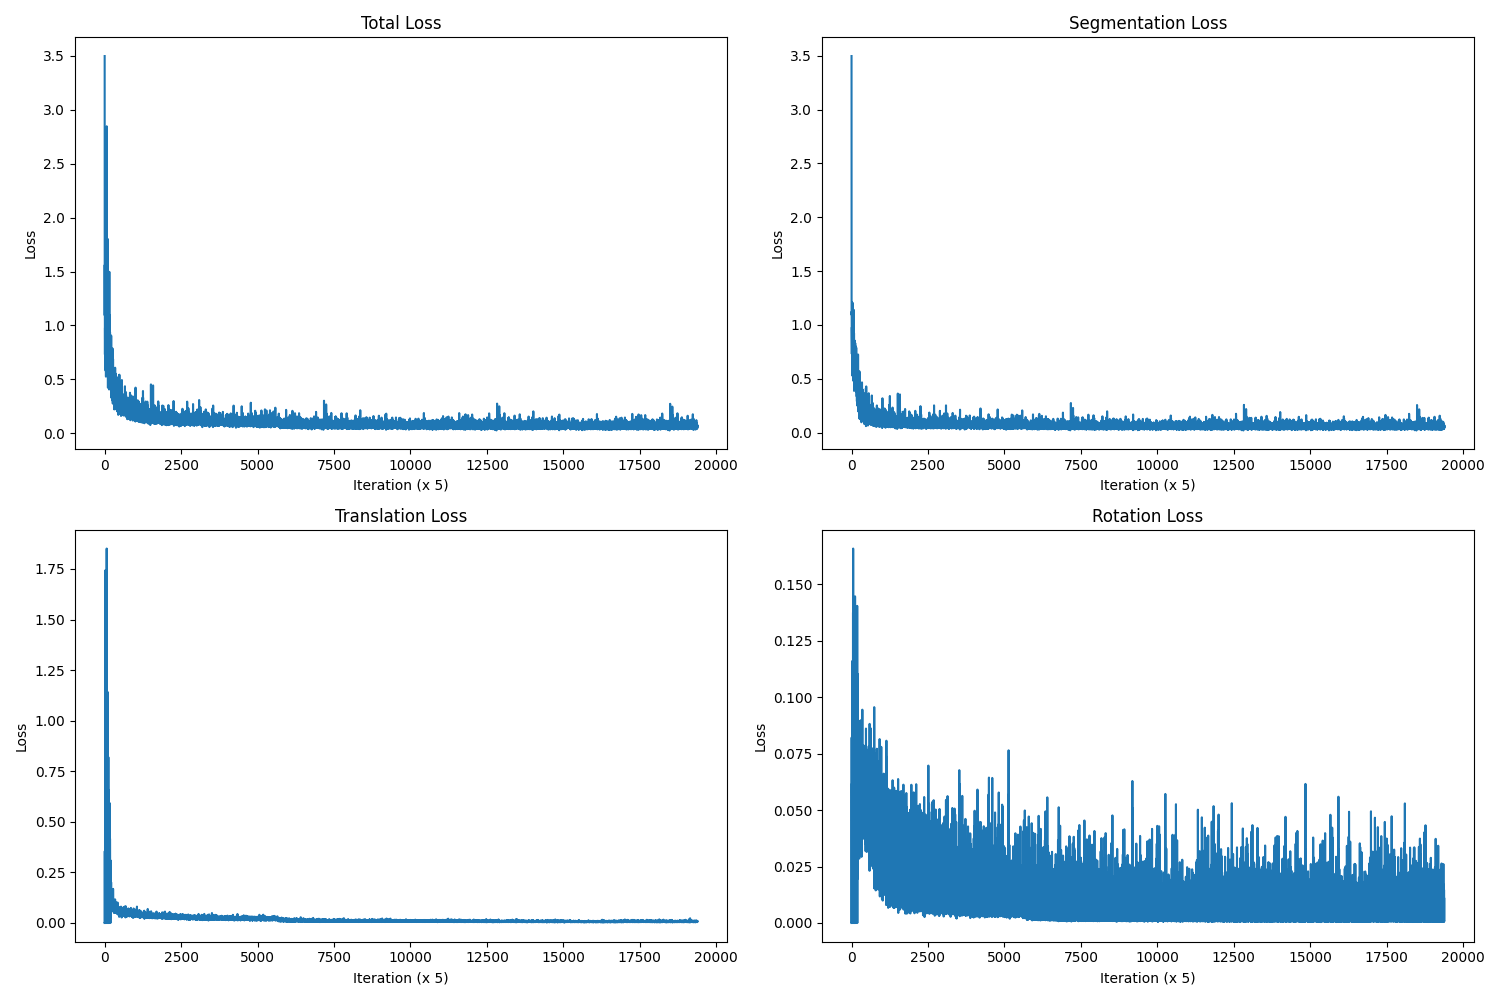 Total Loss
Loss
3.5
3.0
2.5
2.0
1.5
1.0
0.5
0.0
0 2500 5000 7500 10000 12500 15000 17500 20000
Iteration (x 5)
Segmentation Loss
Loss
3.5
3.0
2.5
2.0
1.5
1.0
0.5
0.0
0 2500 5000 7500 10000 12500 15000 17500 20000
Iteration (x 5)
Translation Loss
Loss
1.75
1.50
1.25
1.00
0.75
0.50
0.25
0.00
0 2500 5000 7500 10000 12500 15000 17500 20000
Iteration (x 5)
Rotation Loss
Loss
0.150
0.125
0.100
0.075
0.050
0.025
0.000
0 2500 5000 7500 10000 12500 15000 17500 20000
Iteration (x 5)